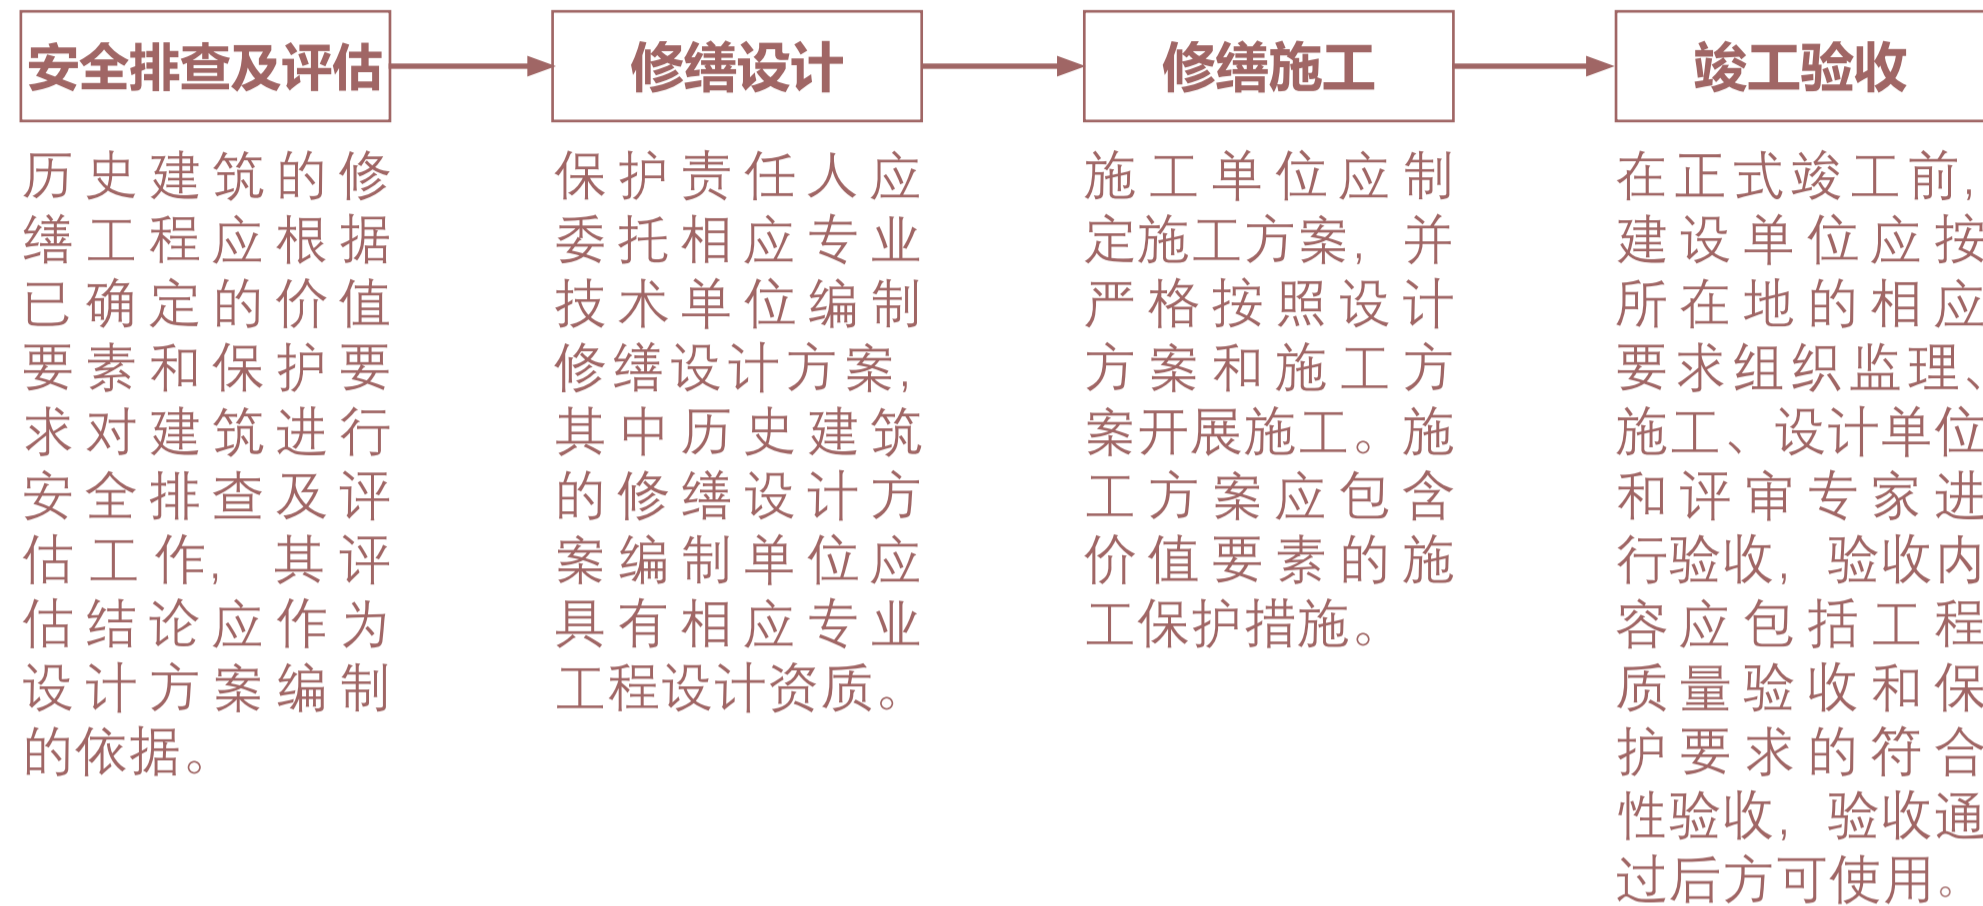 安全排查及评估
修缮设计
修缮施工
竣工验收
历史建筑的修
缮工程应根据
已确定的价值
要素和保护要
求对建筑进行
安全排查及评
估工作，其评
估结论应作为
设计方案编制
的依据。
保护责任人应
委托相应专业
技术单位编制
修缮设计方案，
其中历史建筑
的修缮设计方
案编制单位应
具有相应专业
工程设计资质。
施工单位应制
定施工方案，并
严格按照设计
方案和施工方
案开展施工。施
工方案应包含
价值要素的施
工保护措施。
在正式竣工前，
建设单位应按
所在地的相应
要求组织监理、
施工、设计单位
和评审专家进
行验收，验收内
容应包括工程
质量验收和保
护要求的符合
性验收，验收通
过后方可使用。